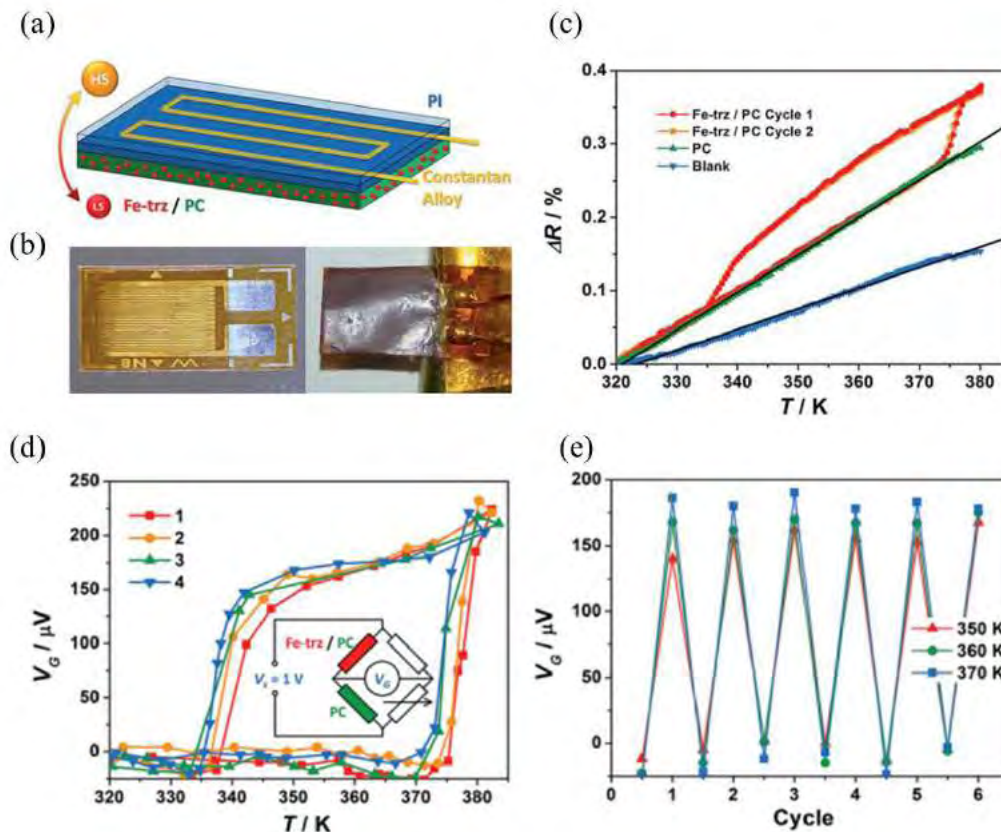 (a)
HS
PI
Constantan
Alloy
LS
Fe-trz / PC
(b)
(c)
ΔR / %
0.4
0.3
0.2
0.1
0.0
Fe-trz / PC Cycle 1
Fe-trz / PC Cycle 2
PC
Blank
320
330
340
350
360
370
380
T / K
(d)
V_G / μV
250
200
150
100
50
0
1
2
3
4
Fe-trz / PC
V_s = 1 V
V_G
PC
320
330
340
350
360
370
380
T / K
(e)
V_G / μV
200
150
100
50
0
350 K
360 K
370 K
1
2
3
4
5
6
Cycle